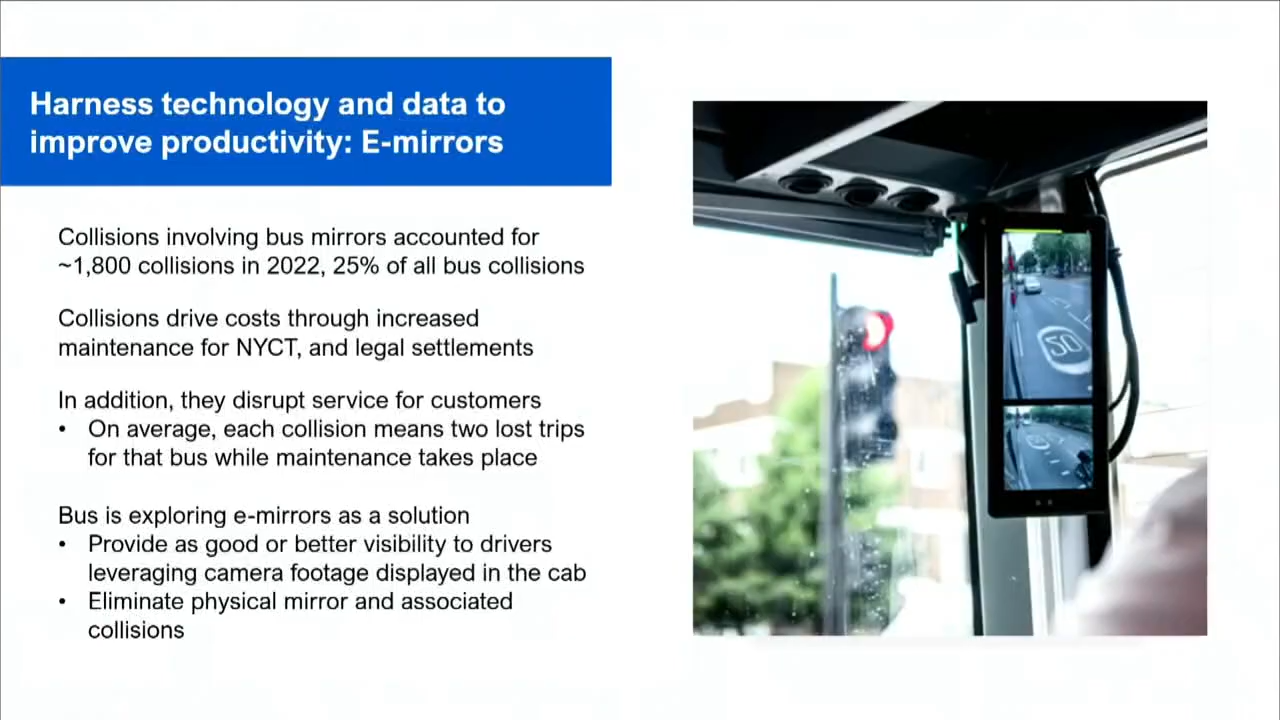 Harness technology and data to
improve productivity: E-mirrors
Collisions involving bus mirrors accounted for
~1,800 collisions in 2022, 25% of all bus collisions
Collisions drive costs through increased
maintenance for NYCT, and legal settlements
In addition, they disrupt service for customers
• On average, each collision means two lost trips
for that bus while maintenance takes place
Bus is exploring e-mirrors as a solution
• Provide as good or better visibility to drivers
leveraging camera footage displayed in the cab
• Eliminate physical mirror and associated
collisions
50